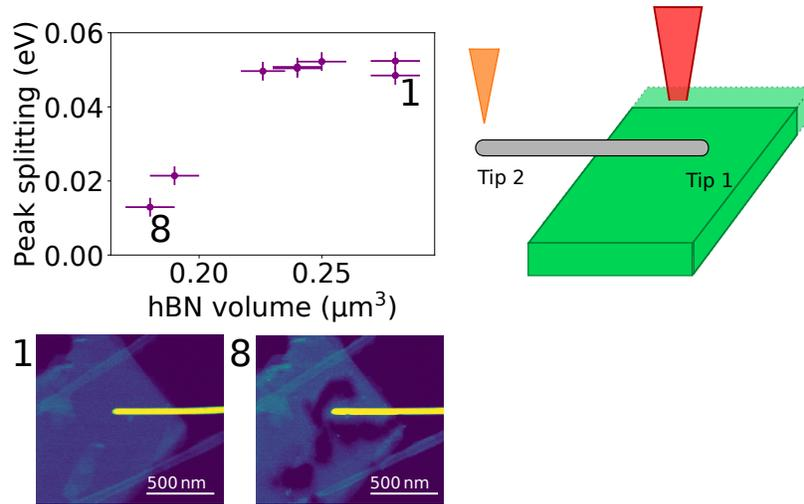 Peak splitting (eV)
0.06
0.04
0.02
0.00
1
8
0.20 0.25
hBN volume (μm³)
Tip 2
Tip 1
1
500 nm
8
500 nm